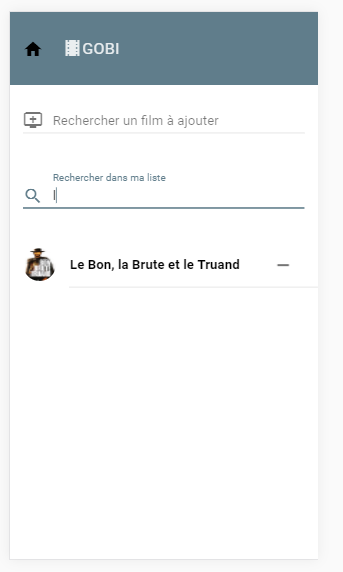 GOBI
Rechercher un film à ajouter
Rechercher dans ma liste
l
Le Bon, la Brute et le Truand